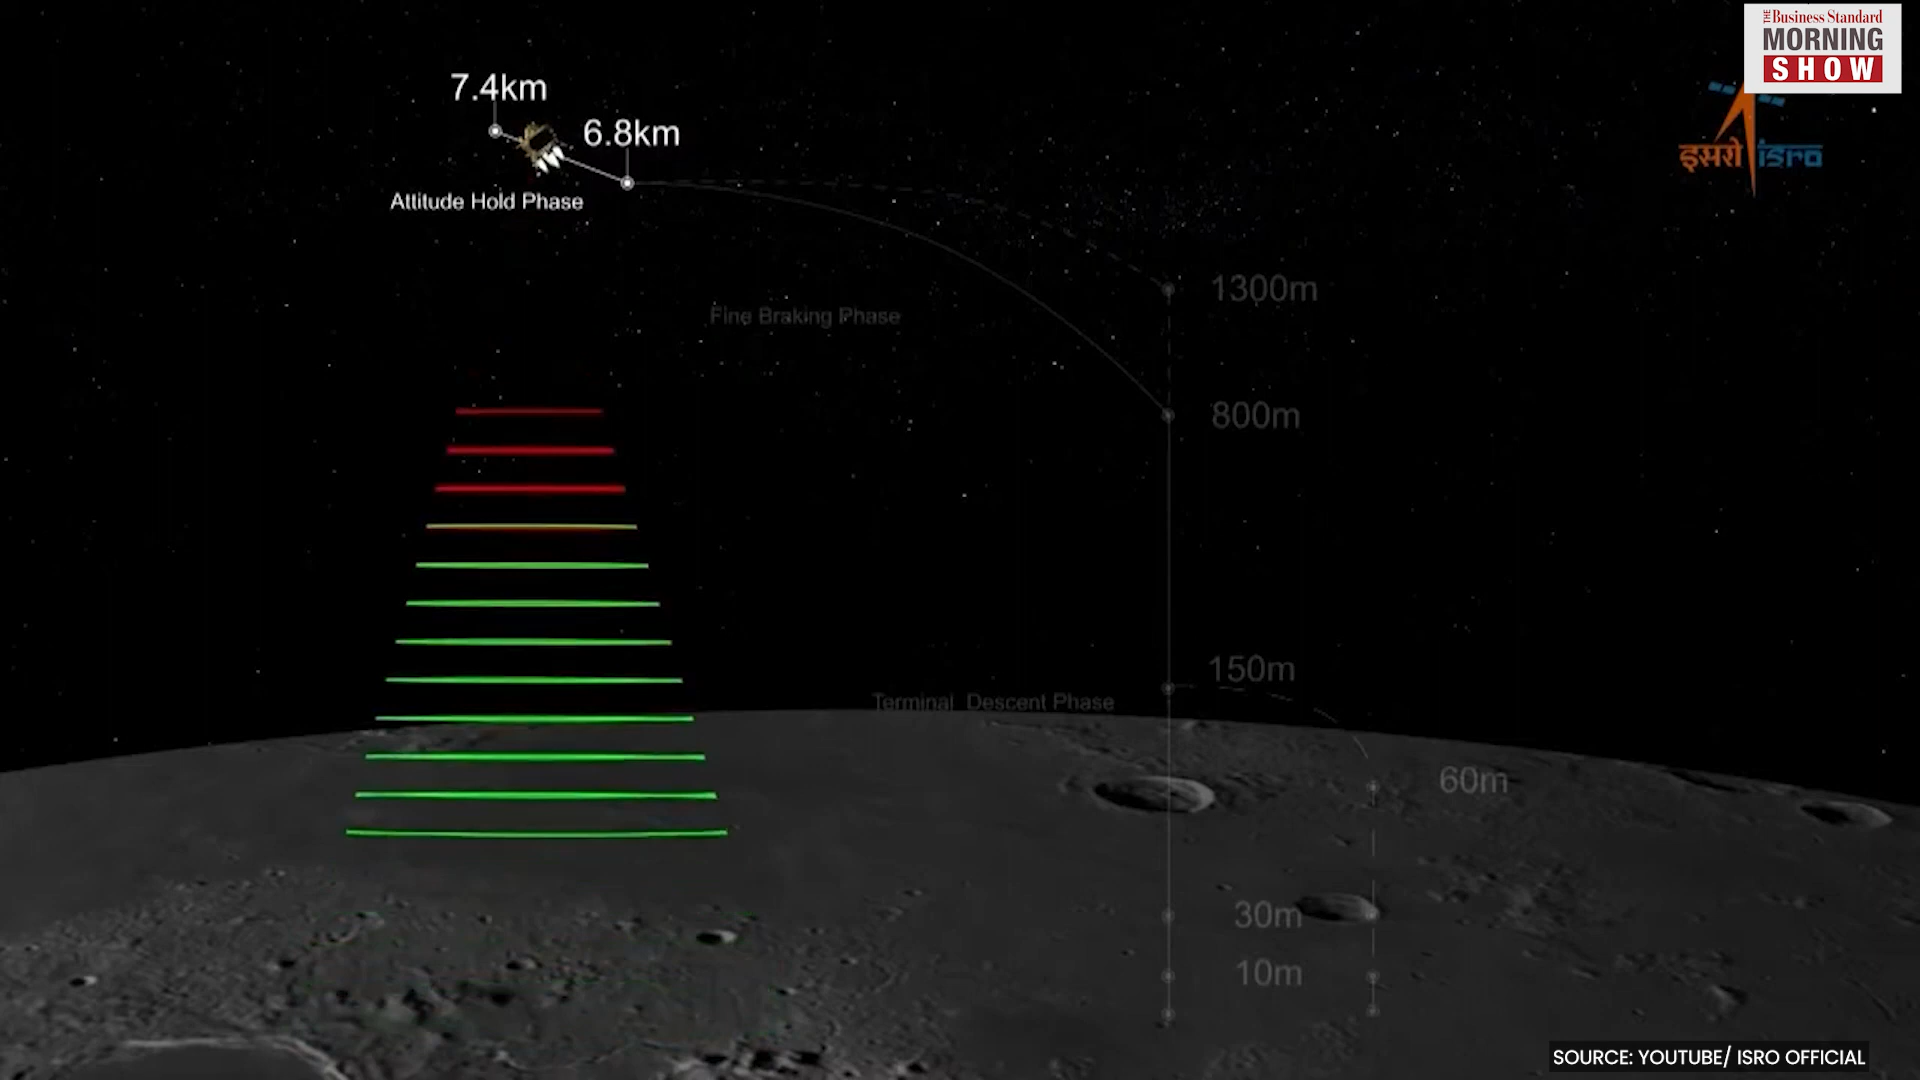 THE Business Standard
MORNING
SHOW
इसरो isro
7.4km
6.8km
Attitude Hold Phase
1300m
Fine Braking Phase
800m
150m
Terminal Descent Phase
60m
30m
10m
SOURCE: YOUTUBE/ ISRO OFFICIAL